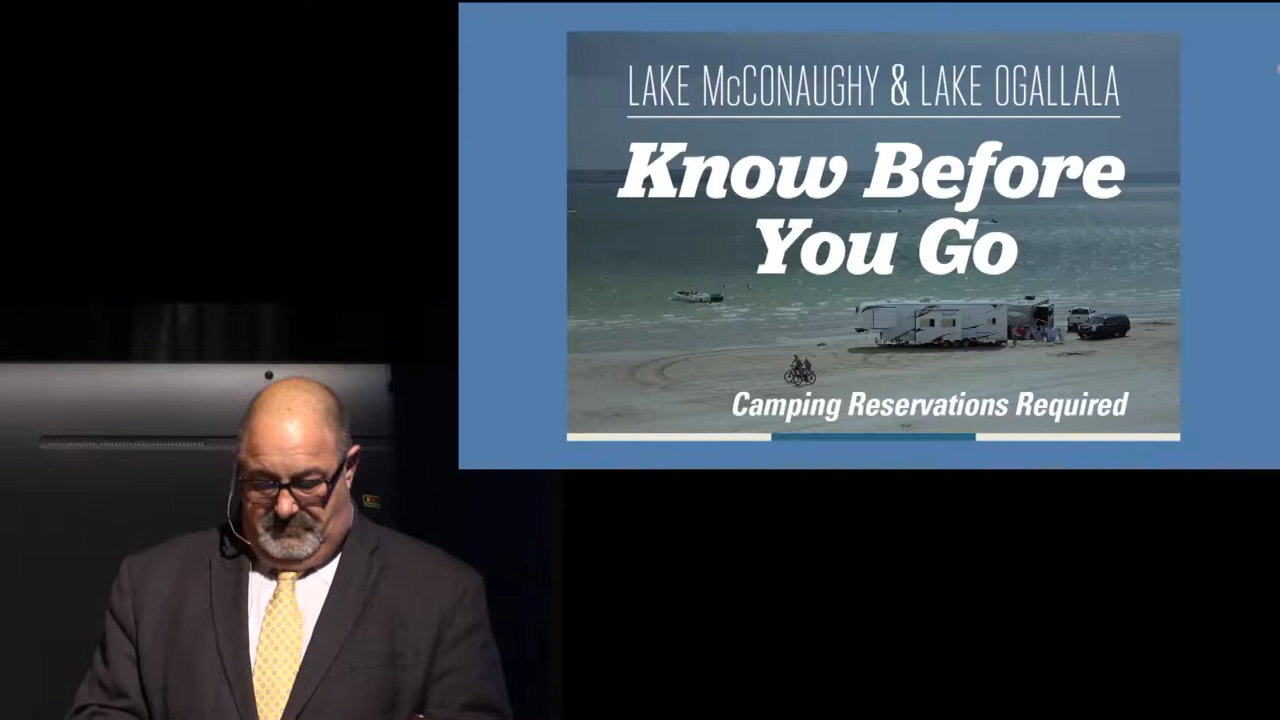 LAKE McCONAUGHY & LAKE OGALLALA
Know Before
You Go
Camping Reservations Required